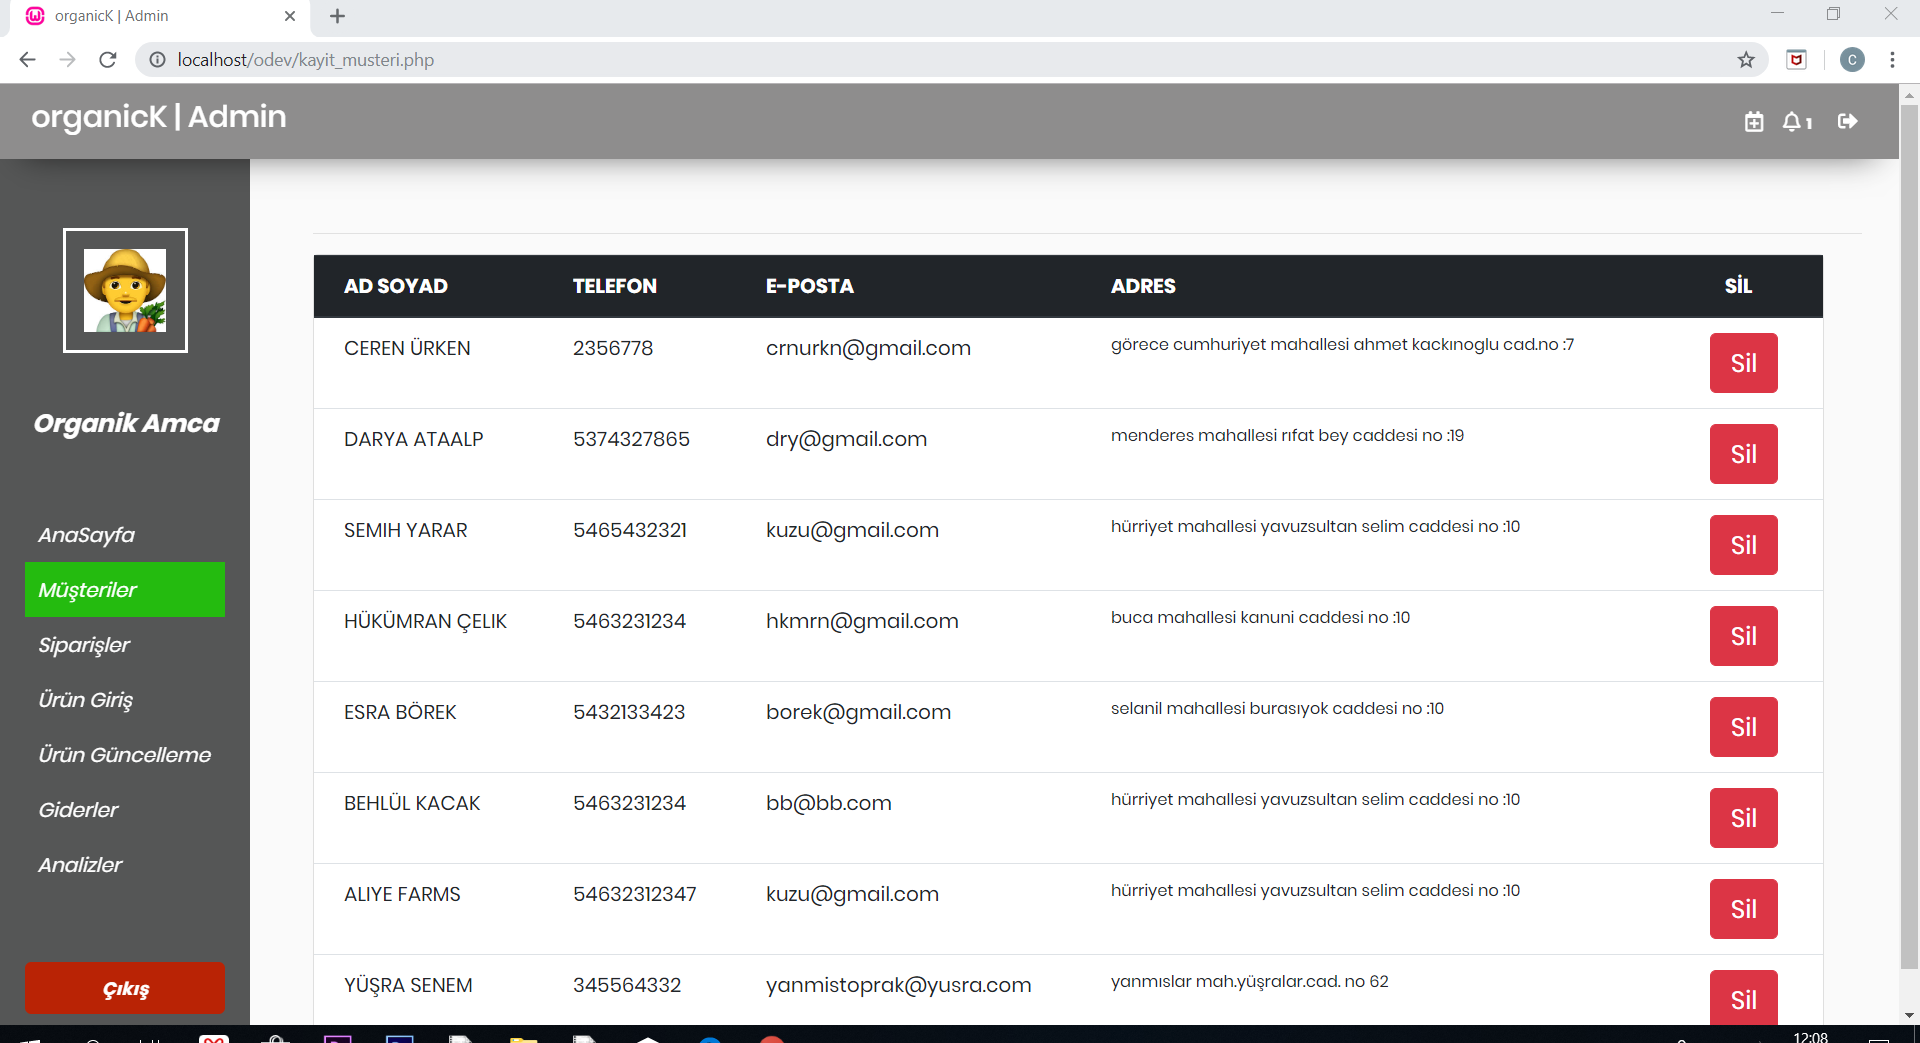 organicK | Admin
localhost/odev/kayit_musteri.php
C
organicK | Admin
1
Organik Amca
AnaSayfa
Müşteriler
Siparişler
Ürün Giriş
Ürün Güncelleme
Giderler
Analizler
Çıkış
AD SOYAD TELEFON E-POSTA ADRES SİL
CEREN ÜRKEN 2356778 crnurkn@gmail.com görece cumhuriyet mahallesi ahmet kackınoglu cad.no :7 Sil
DARYA ATAALP 5374327865 dry@gmail.com menderes mahallesi rıfat bey caddesi no :19 Sil
SEMIH YARAR 5465432321 kuzu@gmail.com hürriyet mahallesi yavuzsultan selim caddesi no :10 Sil
HÜKÜMRAN ÇELIK 5463231234 hkmrn@gmail.com buca mahallesi kanuni caddesi no :10 Sil
ESRA BÖREK 5432133423 borek@gmail.com selanil mahallesi burasıyok caddesi no :10 Sil
BEHLÜL KACAK 5463231234 bb@bb.com hürriyet mahallesi yavuzsultan selim caddesi no :10 Sil
ALIYE FARMS 54632312347 kuzu@gmail.com hürriyet mahallesi yavuzsultan selim caddesi no :10 Sil
YÜŞRA SENEM 345564332 yanmistoprak@yusra.com yanmıslar mah.yüşralar.cad. no 62 Sil
12:08